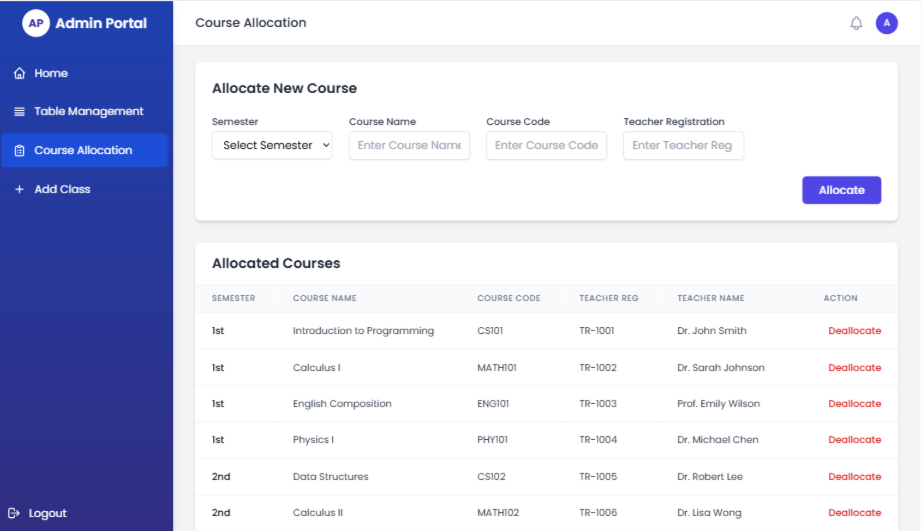 AP Admin Portal
Home
Table Management
Course Allocation
Add Class
Logout
Course Allocation
A
Allocate New Course
Semester Course Name Course Code Teacher Registration
Select Semester Enter Course Name Enter Course Code Enter Teacher Reg
Allocate
Allocated Courses
SEMESTER COURSE NAME COURSE CODE TEACHER REG TEACHER NAME ACTION
1st Introduction to Programming CS101 TR-1001 Dr. John Smith Deallocate
1st Calculus I MATH101 TR-1002 Dr. Sarah Johnson Deallocate
1st English Composition ENG101 TR-1003 Prof. Emily Wilson Deallocate
1st Physics I PHY101 TR-1004 Dr. Michael Chen Deallocate
2nd Data Structures CS102 TR-1005 Dr. Robert Lee Deallocate
2nd Calculus II MATH102 TR-1006 Dr. Lisa Wong Deallocate